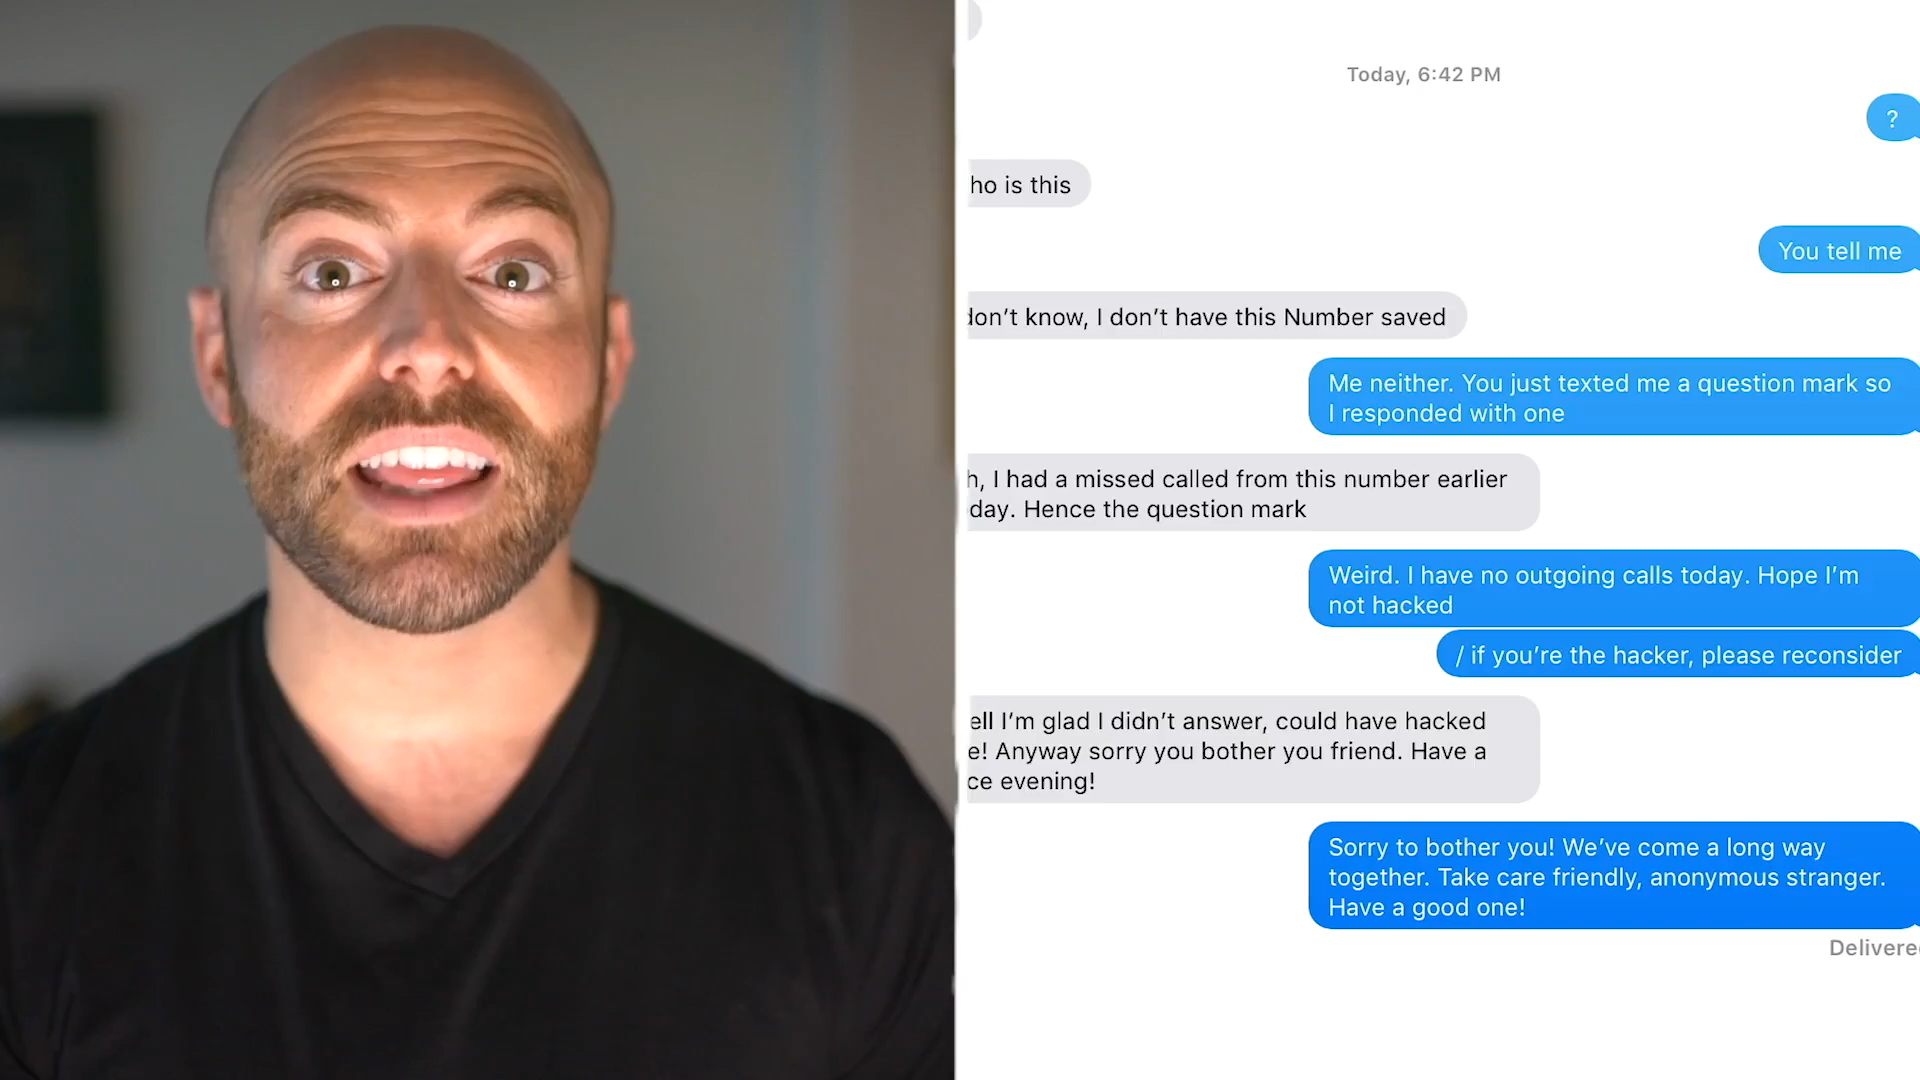 Today, 6:42 PM
?
ho is this
You tell me
don't know, I don't have this Number saved
Me neither. You just texted me a question mark so
I responded with one
h, I had a missed called from this number earlier
day. Hence the question mark
Weird. I have no outgoing calls today. Hope I'm
not hacked
/ if you're the hacker, please reconsider
ell I'm glad I didn't answer, could have hacked
e! Anyway sorry you bother you friend. Have a
ce evening!
Sorry to bother you! We've come a long way
together. Take care friendly, anonymous stranger.
Have a good one!
Delivere